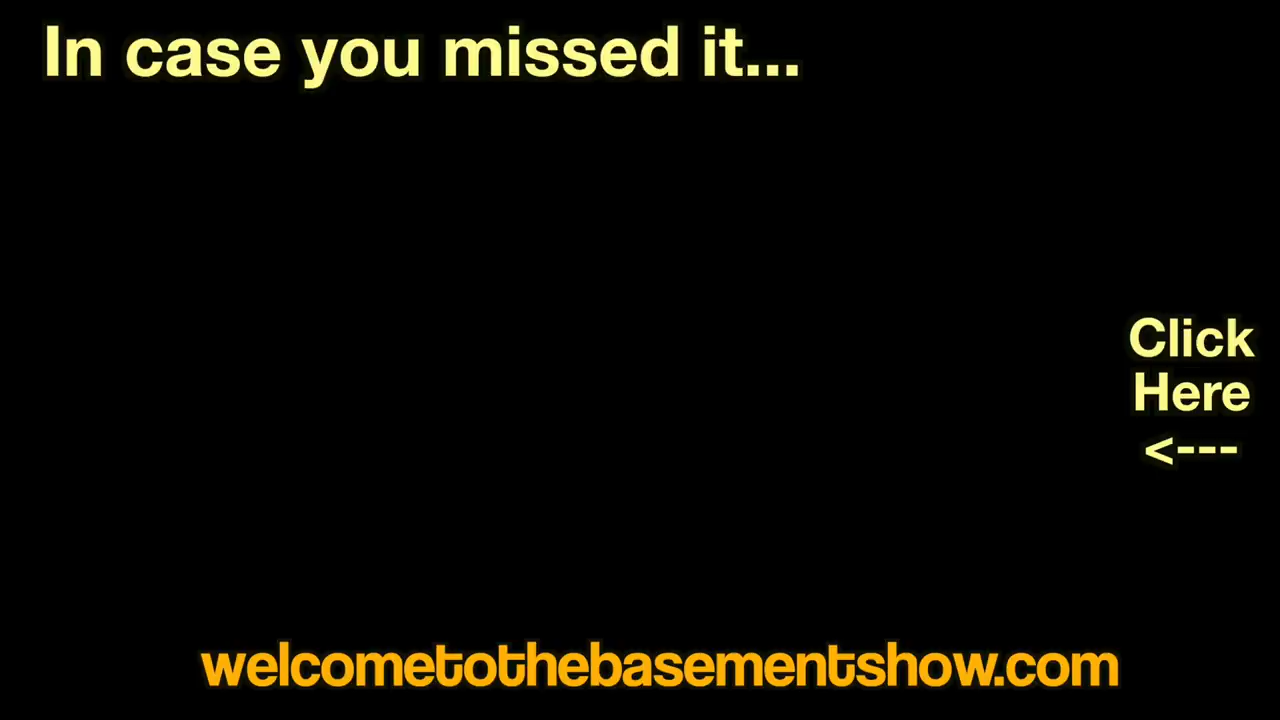 In case you missed it...
Click
Here
<---
welcometothebasementshow.com